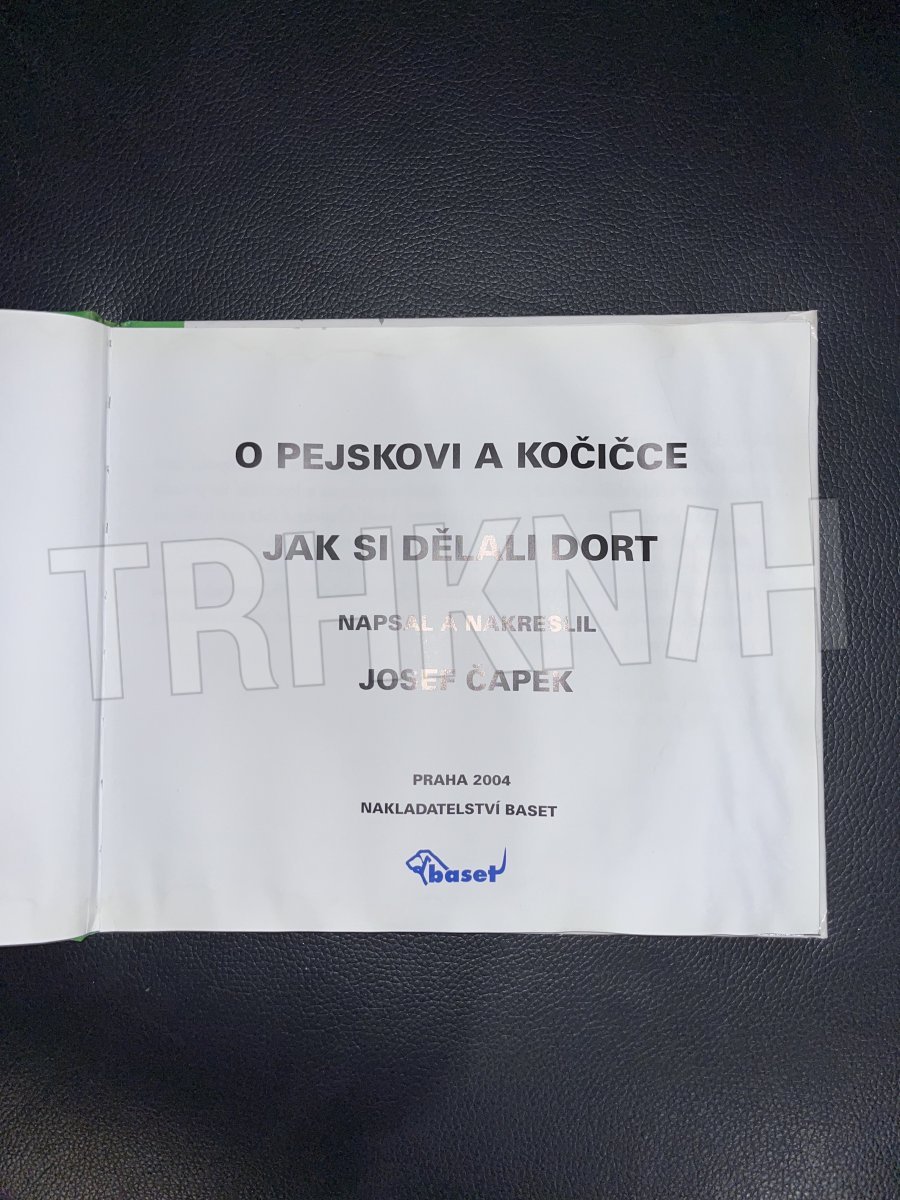 O PEJSKOVI A KOČIČCE
JAK SI DĚLALI DORT
TRHKNIH
NAPSAL A NAKRESLIL
JOSEF ČAPEK
PRAHA 2004
NAKLADATELSTVÍ BASET
baset